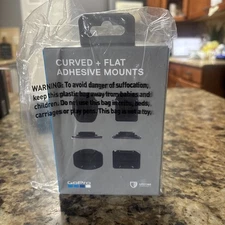 CURVED + FLAT
ADHESIVE MOUNTS
WARNING: To avoid danger of suffocation,
keep this plastic bag away from babies and
children. Do not use this bag in cribs, beds,
carriages or play pens. This bag is not a toy.
GoPro